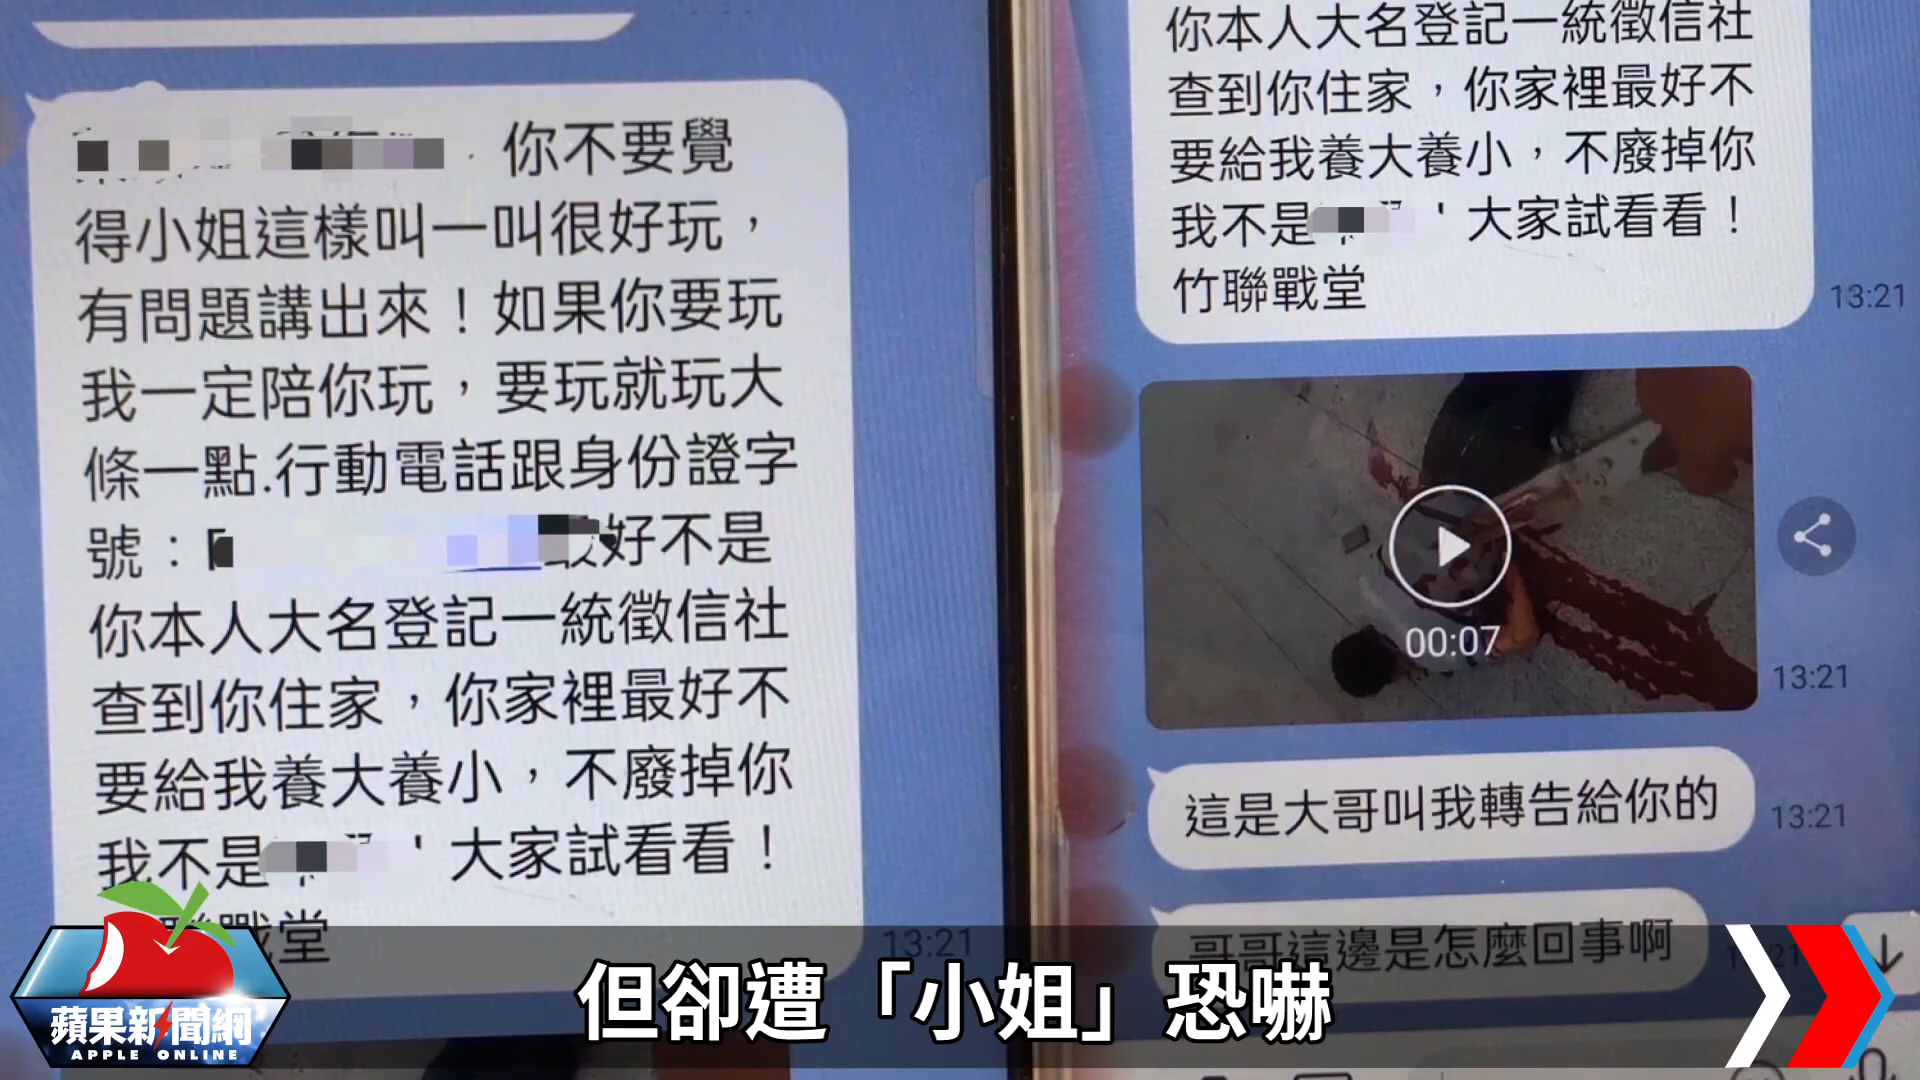 你不要覺
得小姐這樣叫一叫很好玩，
有問題講出來！如果你要玩
我一定陪你玩，要玩就玩大
條一點.行動電話跟身份證字
號：
好不是
你本人大名登記一統徵信社
查到你住家，你家裡最好不
要給我養大養小，不廢掉你
我不是
' 大家試看看！
戰堂
13:21
你本人大名登記一統徵信社
查到你住家，你家裡最好不
要給我養大養小，不廢掉你
我不是
' 大家試看看！
竹聯戰堂
13:21
00:07
13:21
這是大哥叫我轉告給你的
13:21
哥哥這邊是怎麼回事啊
蘋果新聞網
APPLE ONLINE
但卻遭「小姐」恐嚇